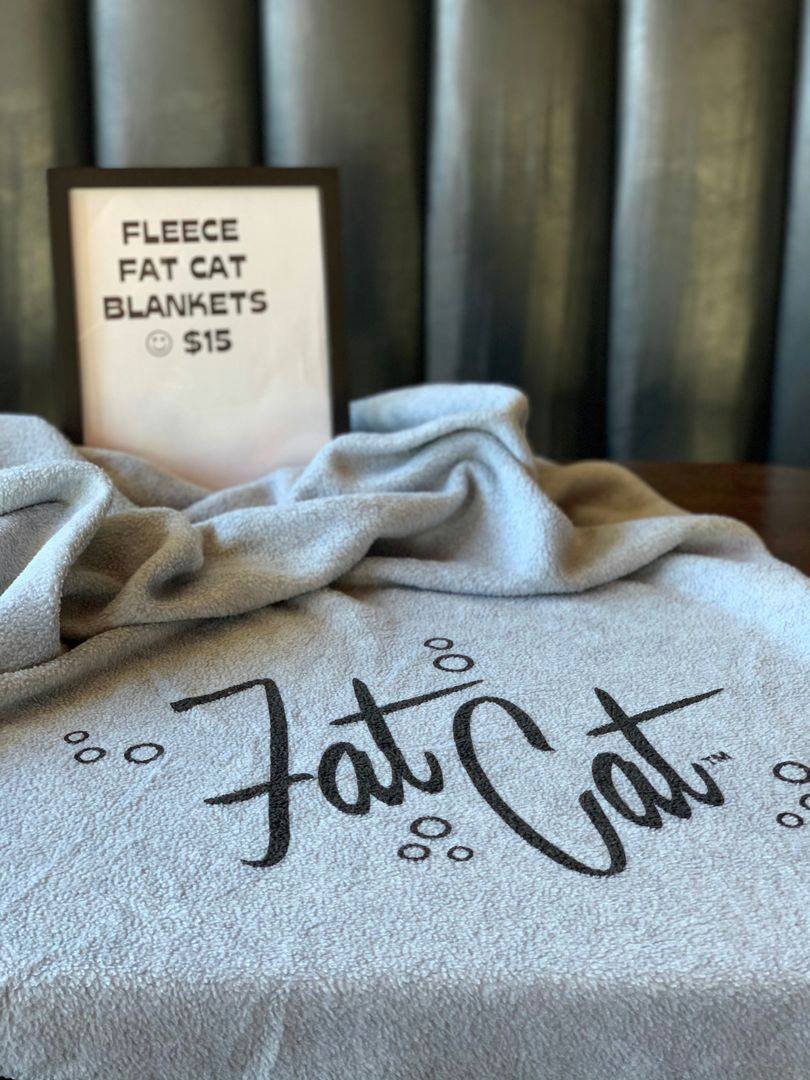 FLEECE
FAT CAT
BLANKETS
☺ $15
Fat Cat™